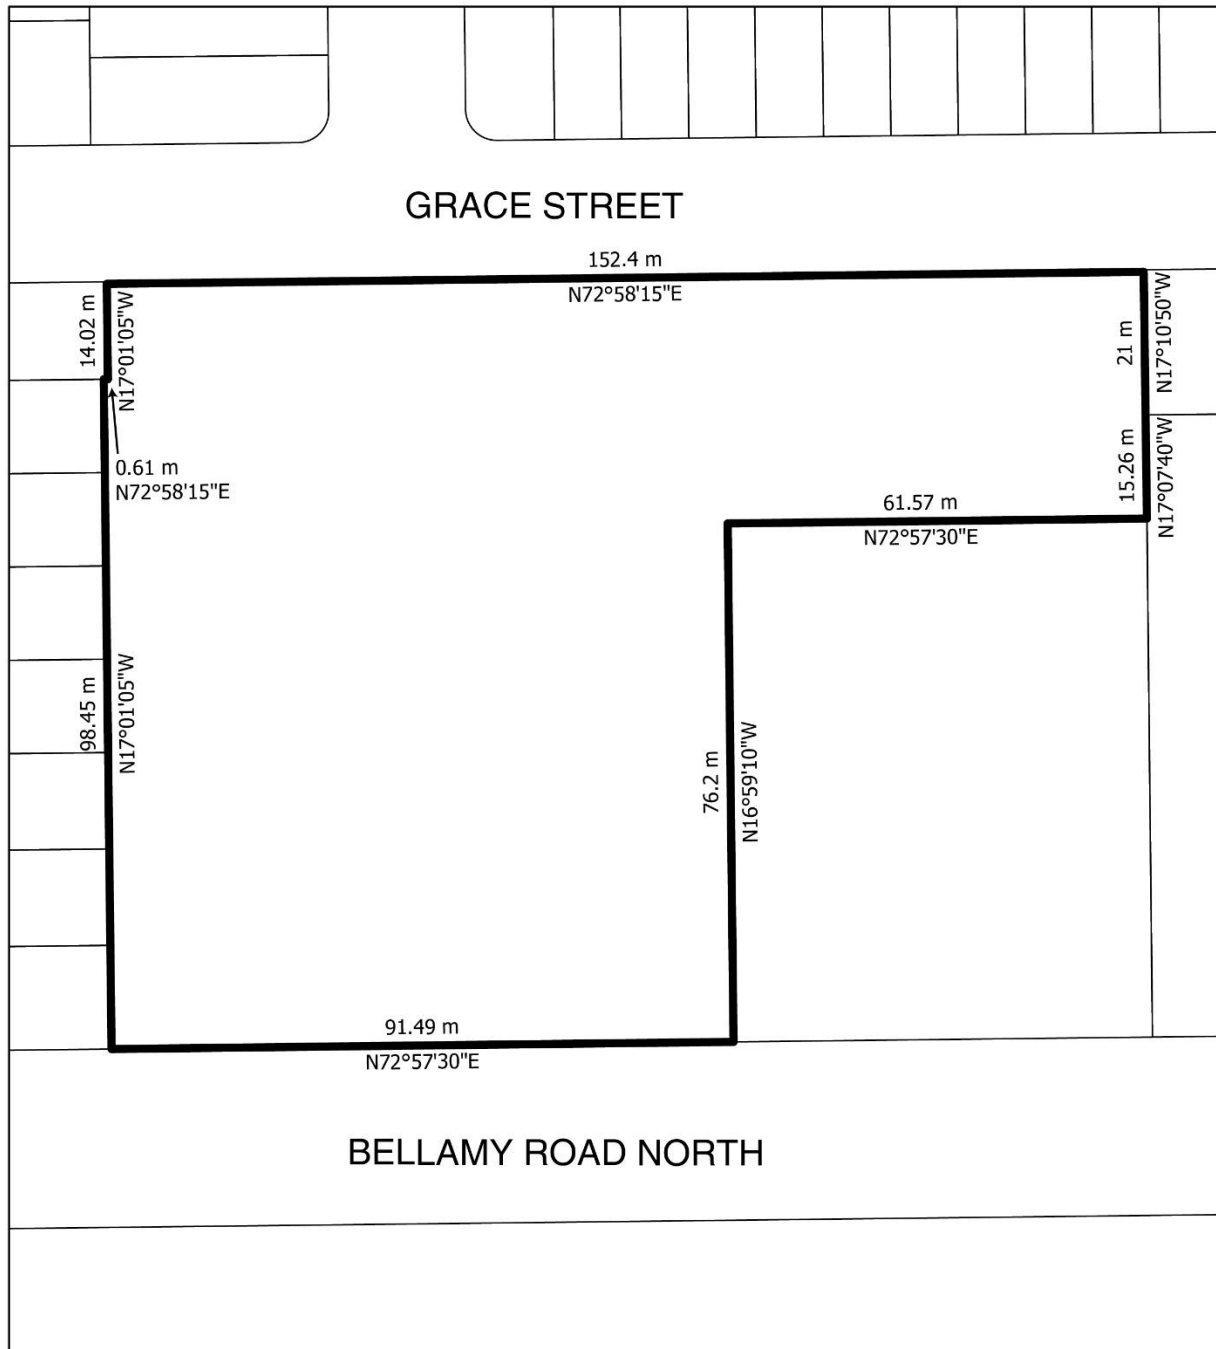 GRACE STREET
152.4 m
N72°58'15"E
14.02 m
N17°01'05"W
21 m
N17°10'50"W
0.61 m
N72°58'15"E
15.26 m
N17°07'40"W
61.57 m
N72°57'30"E
98.45 m
N17°01'05"W
76.2 m
N16°59'10"W
91.49 m
N72°57'30"E
BELLAMY ROAD NORTH